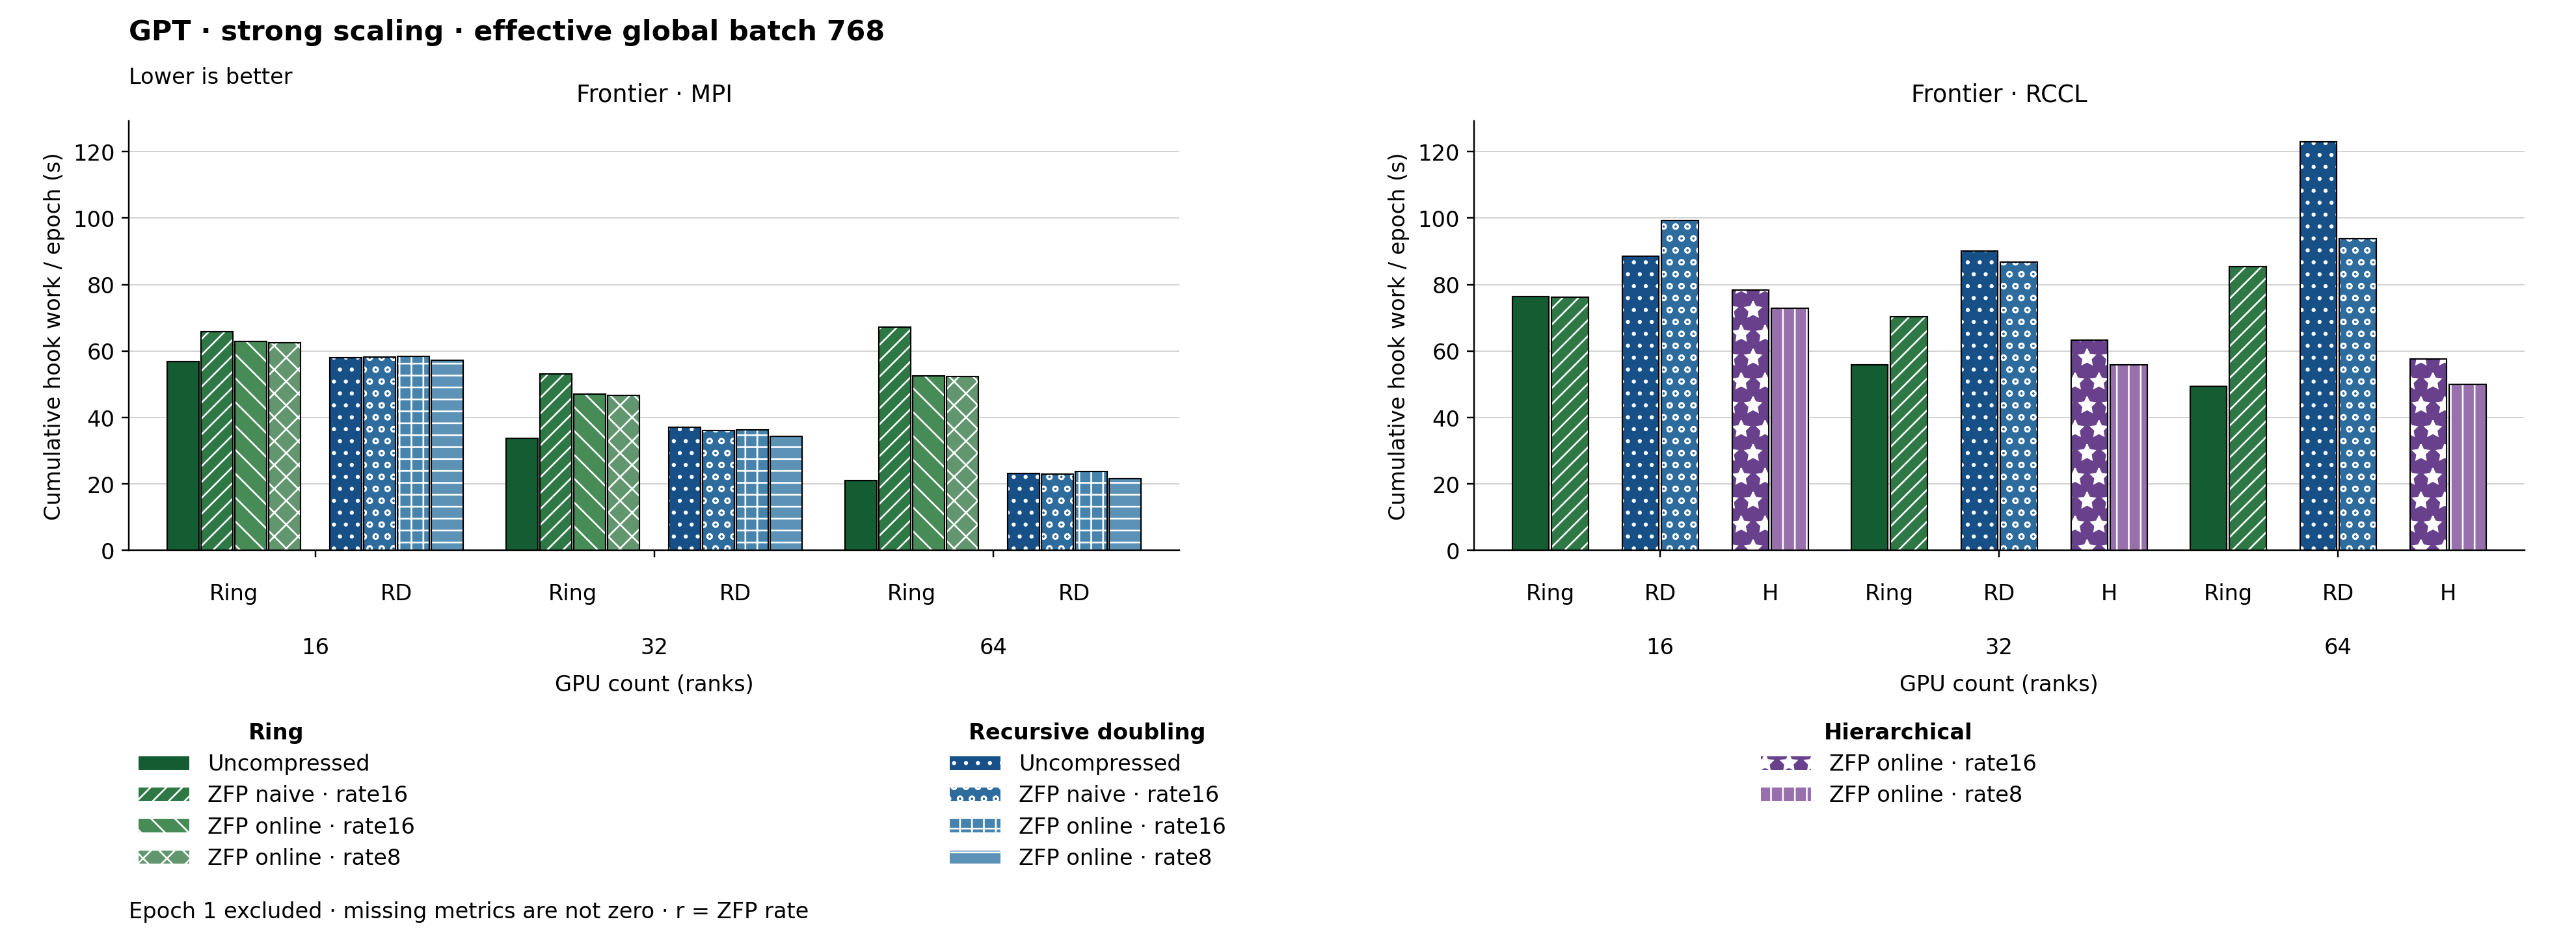 GPT · strong scaling · effective global batch 768
Lower is better
Frontier · MPI
Cumulative hook work / epoch (s)
120
100
80
60
40
20
0
Ring RD Ring RD Ring RD
16 32 64
GPU count (ranks)
Frontier · RCCL
Cumulative hook work / epoch (s)
120
100
80
60
40
20
0
Ring RD H Ring RD H Ring RD H
16 32 64
GPU count (ranks)
Ring
Uncompressed
ZFP naive · rate16
ZFP online · rate16
ZFP online · rate8
Recursive doubling
Uncompressed
ZFP naive · rate16
ZFP online · rate16
ZFP online · rate8
Hierarchical
ZFP online · rate16
ZFP online · rate8
Epoch 1 excluded · missing metrics are not zero · r = ZFP rate